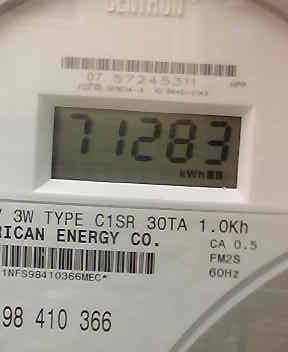 CENTRON
07 57245311
71283
kWh
3W TYPE C1SR 30TA 1.0Kh
RICAN ENERGY CO.
CA 0.5
FM2S
60Hz
1NFS98410366MEC*
98 410 366